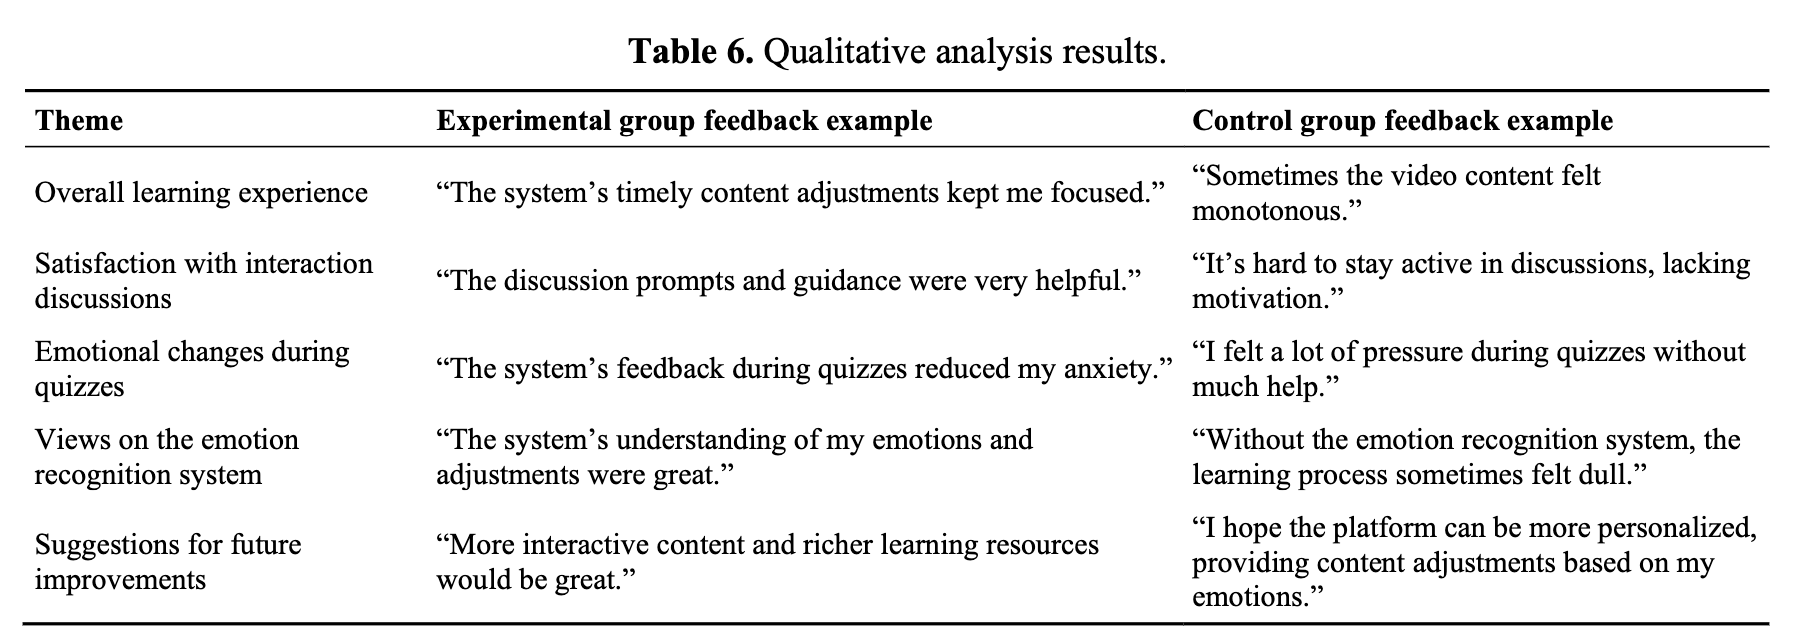 Table 6. Qualitative analysis results.
Theme Experimental group feedback example Control group feedback example
Overall learning experience “The system’s timely content adjustments kept me focused.” “Sometimes the video content felt
monotonous.”
Satisfaction with interaction
discussions “The discussion prompts and guidance were very helpful.” “It’s hard to stay active in discussions, lacking
motivation.”
Emotional changes during
quizzes “The system’s feedback during quizzes reduced my anxiety.” “I felt a lot of pressure during quizzes without
much help.”
Views on the emotion
recognition system “The system’s understanding of my emotions and
adjustments were great.” “Without the emotion recognition system, the
learning process sometimes felt dull.”
Suggestions for future
improvements “More interactive content and richer learning resources
would be great.” “I hope the platform can be more personalized,
providing content adjustments based on my
emotions.”